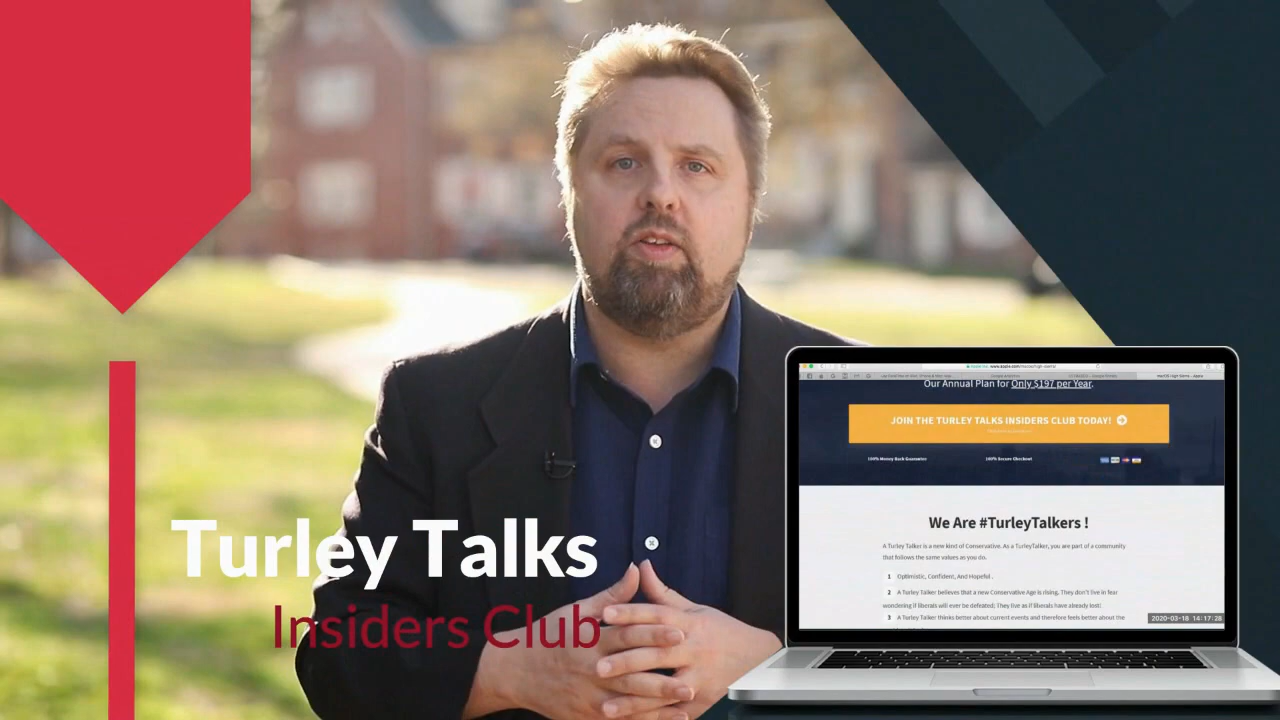 Turley Talks
Insiders Club
Our Annual Plan for Only $197 per Year.
JOIN THE TURLEY TALKS INSIDERS CLUB TODAY!
100% Money Back Guarantee 100% Secure Checkout
We Are #TurleyTalkers !
A Turley Talker is a new kind of Conservative. As a TurleyTalker, you are part of a community
that follows the same values as you do.
1 Optimistic, Confident, And Hopeful .
2 A Turley Talker believes that a new Conservative Age is rising. They don't live in fear
wondering if liberals will ever be defeated; They live as if liberals have already lost!
3 A Turley Talker thinks better about current events and therefore feels better about the
2020-03-18 14:17:28